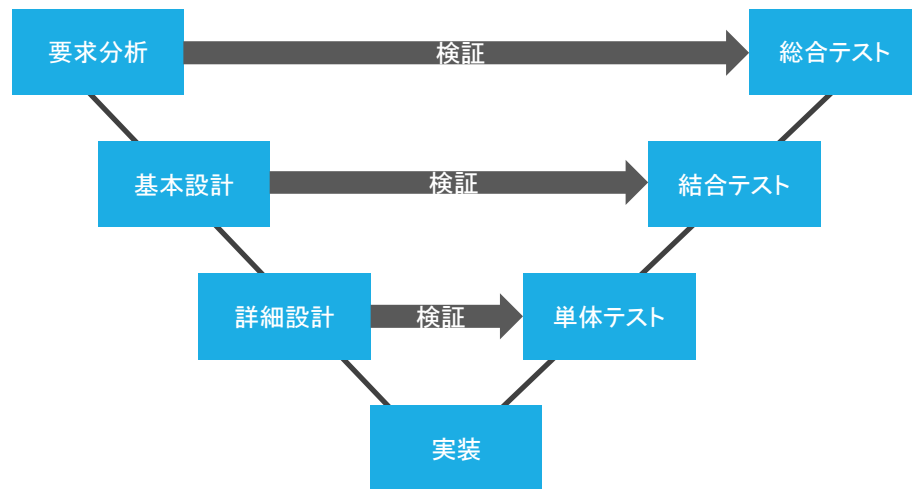 要求分析
検証
総合テスト
基本設計
検証
結合テスト
詳細設計
検証
単体テスト
実装